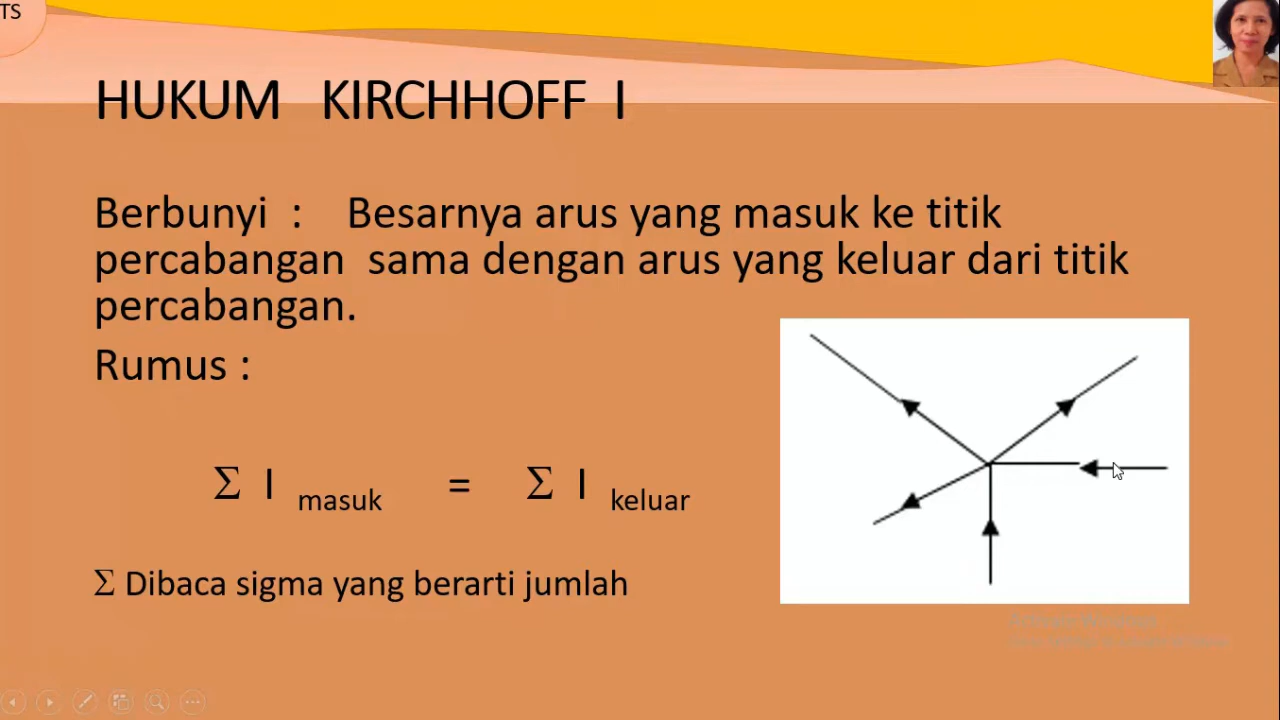 TS
HUKUM KIRCHHOFF I
Berbunyi : Besarnya arus yang masuk ke titik
percabangan sama dengan arus yang keluar dari titik
percabangan.
Rumus :
Σ I masuk = Σ I keluar
Σ Dibaca sigma yang berarti jumlah